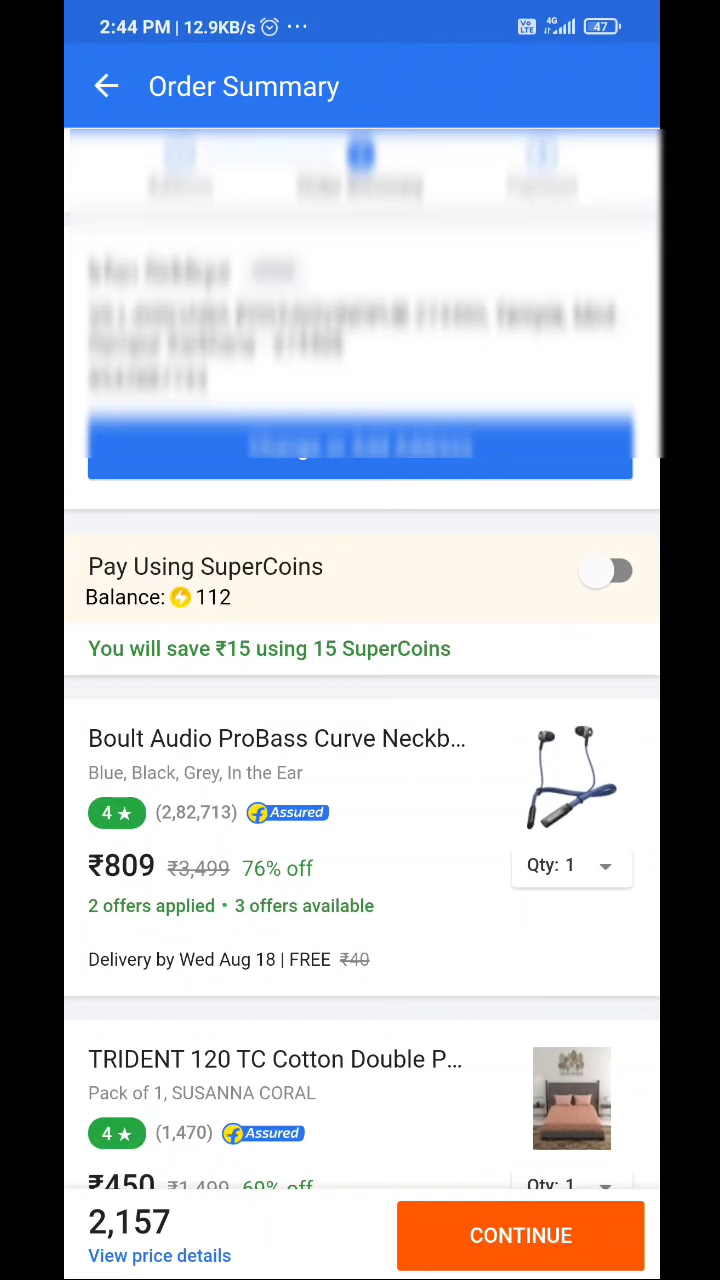 2:44 PM | 12.9KB/s ...
Vo LTE 4G 47
Order Summary
Pay Using SuperCoins
Balance: 112
You will save ₹15 using 15 SuperCoins
Boult Audio ProBass Curve Neckb...
Blue, Black, Grey, In the Ear
4 ★ (2,82,713) f Assured
₹809 ₹3,499 76% off
Qty: 1
2 offers applied • 3 offers available
Delivery by Wed Aug 18 | FREE ₹40
TRIDENT 120 TC Cotton Double P...
Pack of 1, SUSANNA CORAL
4 ★ (1,470) f Assured
₹450 ₹1,499 69% off
Qty: 1
2,157
View price details
CONTINUE